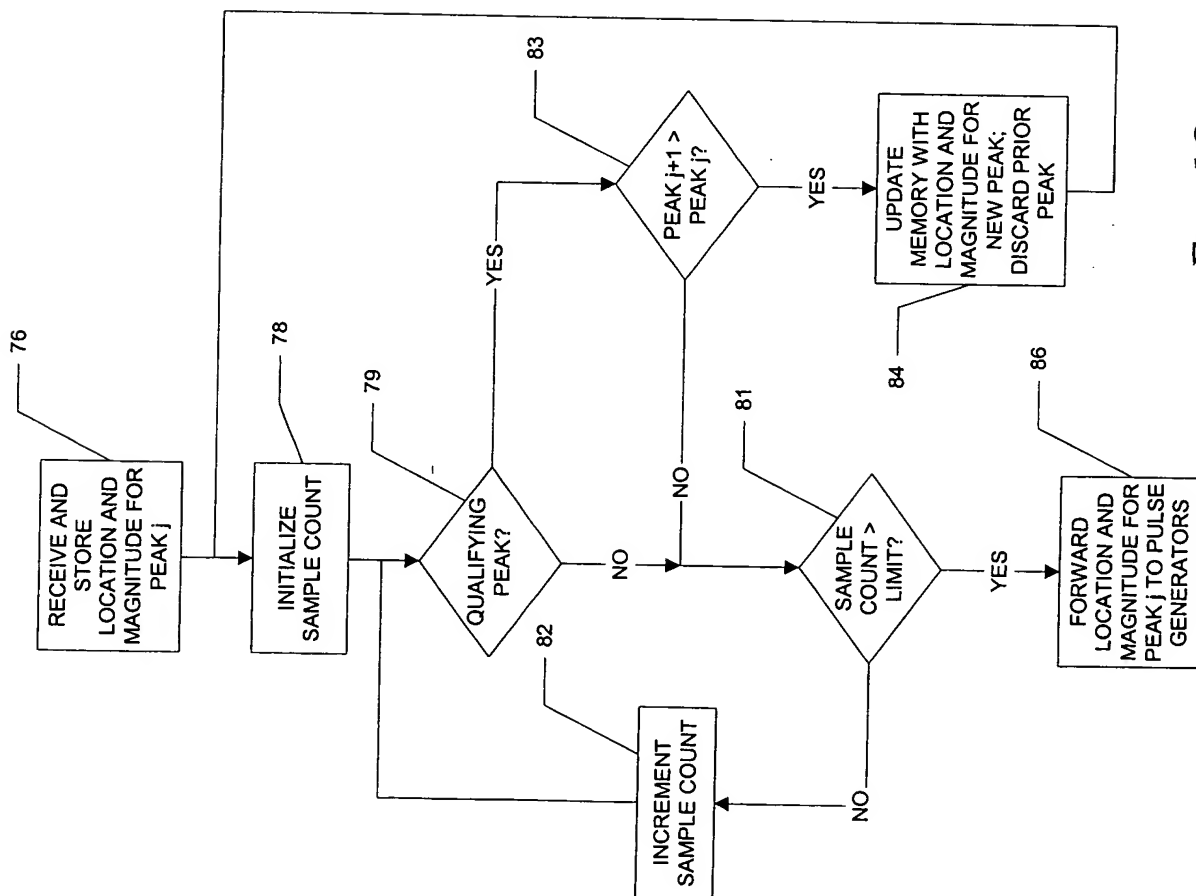 76
RECEIVE AND
STORE
LOCATION AND
MAGNITUDE FOR
PEAK j
78
INITIALIZE
SAMPLE COUNT
79
QUALIFYING
PEAK?
YES
NO
83
PEAK j+1 >
PEAK j?
NO
YES
81
SAMPLE
COUNT >
LIMIT?
NO
YES
82
INCREMENT
SAMPLE COUNT
84
UPDATE
MEMORY WITH
LOCATION AND
MAGNITUDE FOR
NEW PEAK;
DISCARD PRIOR
PEAK
86
FORWARD
LOCATION AND
MAGNITUDE FOR
PEAK j TO PULSE
GENERATORS